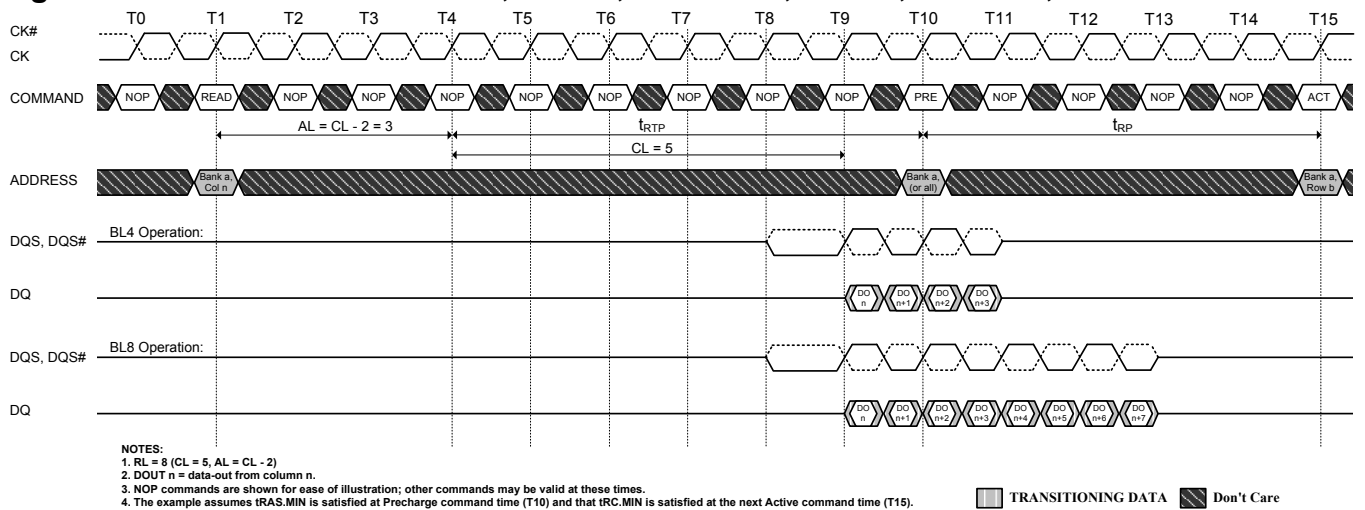 T0 T1 T2 T3 T4 T5 T6 T7 T8 T9 T10 T11 T12 T13 T14 T15
CK#
CK
COMMAND NOP READ NOP NOP NOP NOP NOP NOP NOP NOP PRE NOP NOP NOP NOP ACT
AL = CL - 2 = 3 tRTP tRP
CL = 5
ADDRESS Bank a, Col n Bank a, (or all) Bank a, Row b
DQS, DQS# BL4 Operation:
DQ DO n DO n+1 DO n+2 DO n+3
DQS, DQS# BL8 Operation:
DQ DO n DO n+1 DO n+2 DO n+3 DO n+4 DO n+5 DO n+6 DO n+7
NOTES:
1. RL = 8 (CL = 5, AL = CL - 2)
2. DOUT n = data-out from column n.
3. NOP commands are shown for ease of illustration; other commands may be valid at these times.
4. The example assumes tRAS.MIN is satisfied at Precharge command time (T10) and that tRC.MIN is satisfied at the next Active command time (T15).
TRANSITIONING DATA Don't Care